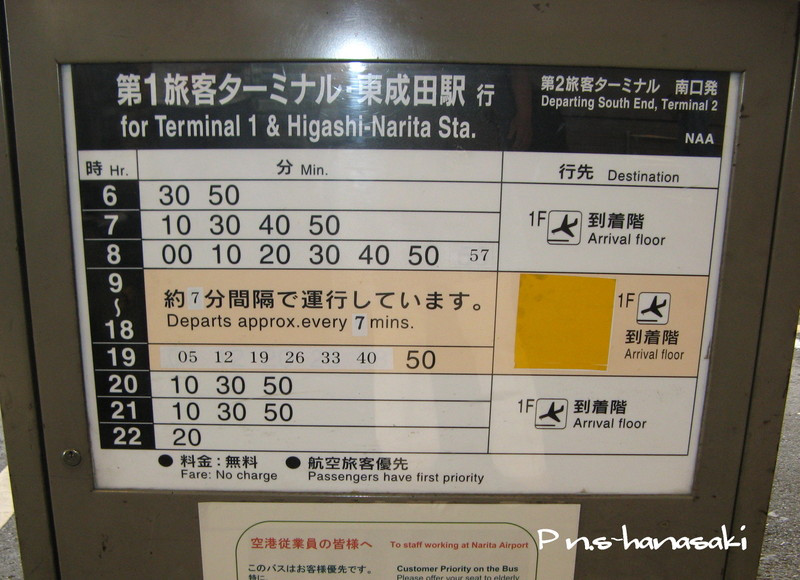 第1旅客ターミナル・東成田駅 行
for Terminal 1 & Higashi-Narita Sta.
第2旅客ターミナル 南口発
Departing South End, Terminal 2
NAA
時 Hr. 分 Min. 行先 Destination
6 30 50
7 10 30 40 50
8 00 10 20 30 40 50 57
1F 到着階
Arrival floor
9
~
18
約7分間隔で運行しています。
Departs approx.every 7 mins.
1F
到着階
Arrival floor
19 05 12 19 26 33 40 50
20 10 30 50
21 10 30 50
22 20
1F 到着階
Arrival floor
●料金:無料 ●航空旅客優先
Fare: No charge Passengers have first priority
空港従業員の皆様へ To staff working at Narita Airport
このバスはお客様優先です。 Customer Priority on the Bus
特に Please offer your seat to elderly
P n.s-hanasaki